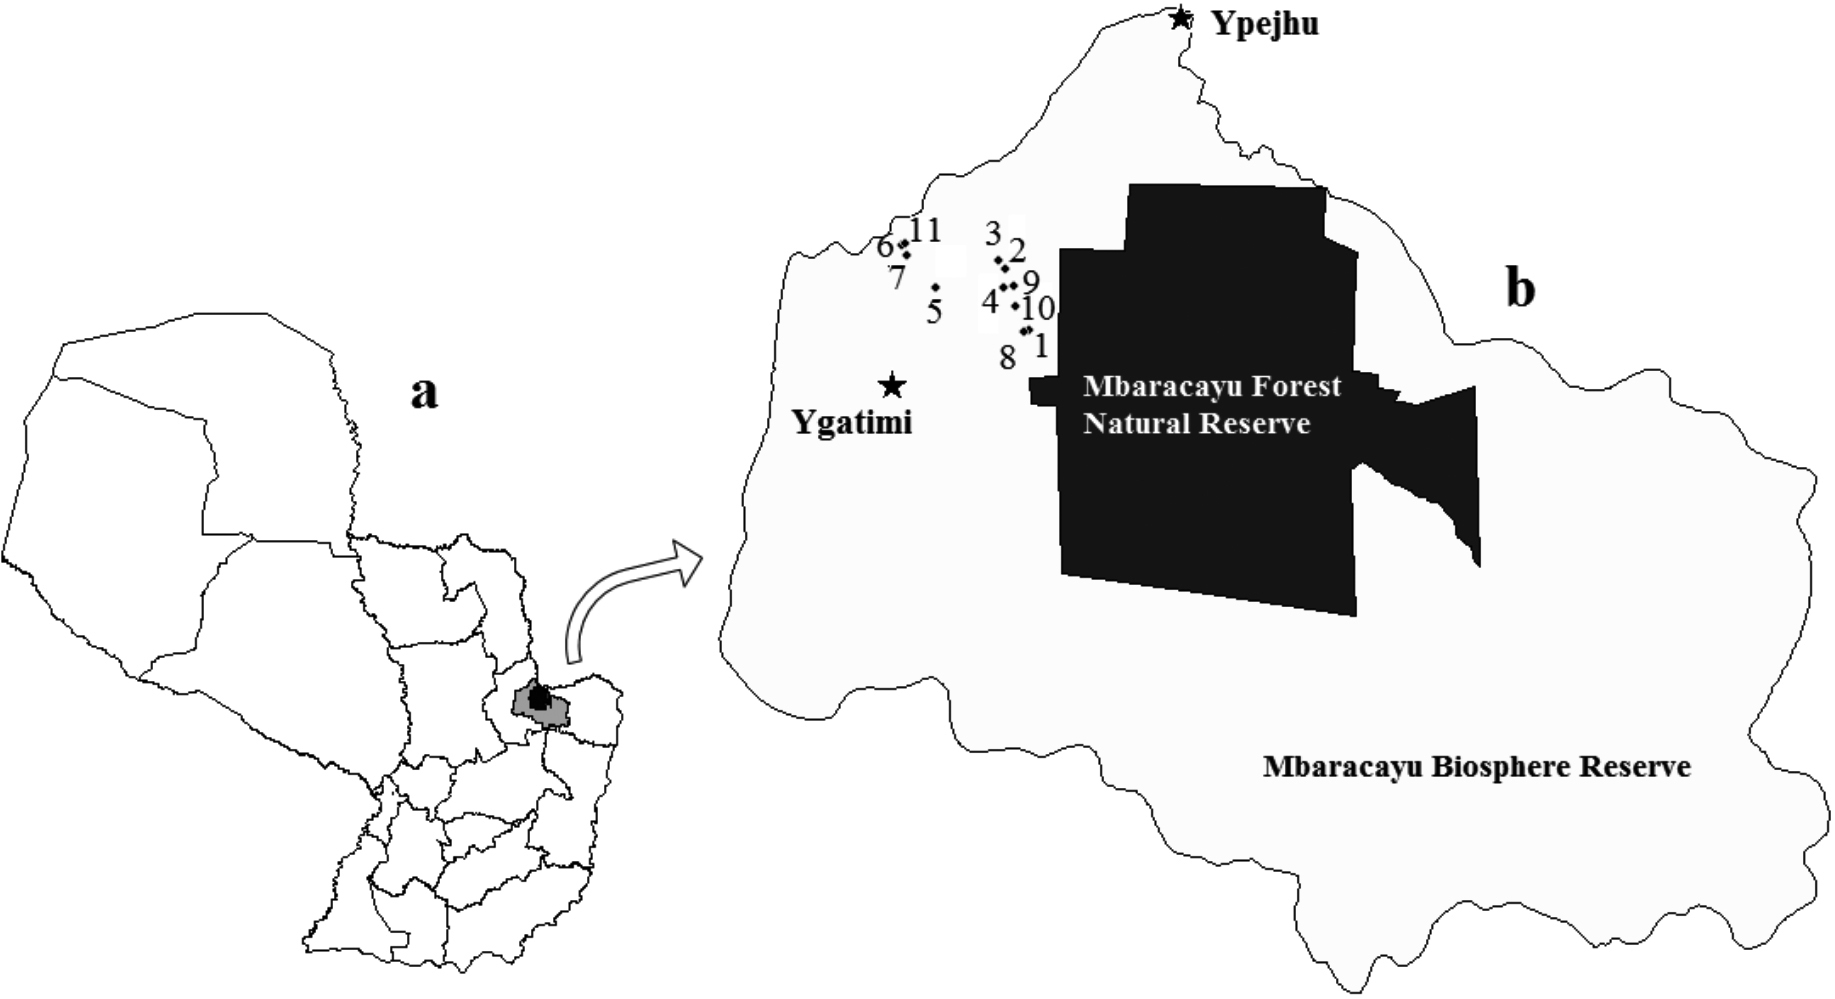 Ypejhu
11
3
6
2
7
9
b
4
10
5
1
8
a
Mbaracayu Forest
Natural Reserve
Ygatimi
Mbaracayu Biosphere Reserve